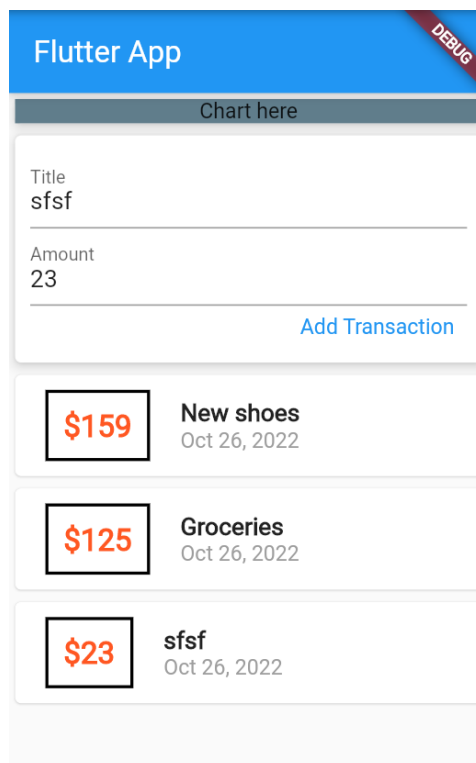 Flutter App
DEBUG
Chart here
Title
sfsf
Amount
23
Add Transaction
$159
New shoes
Oct 26, 2022
$125
Groceries
Oct 26, 2022
$23
sfsf
Oct 26, 2022